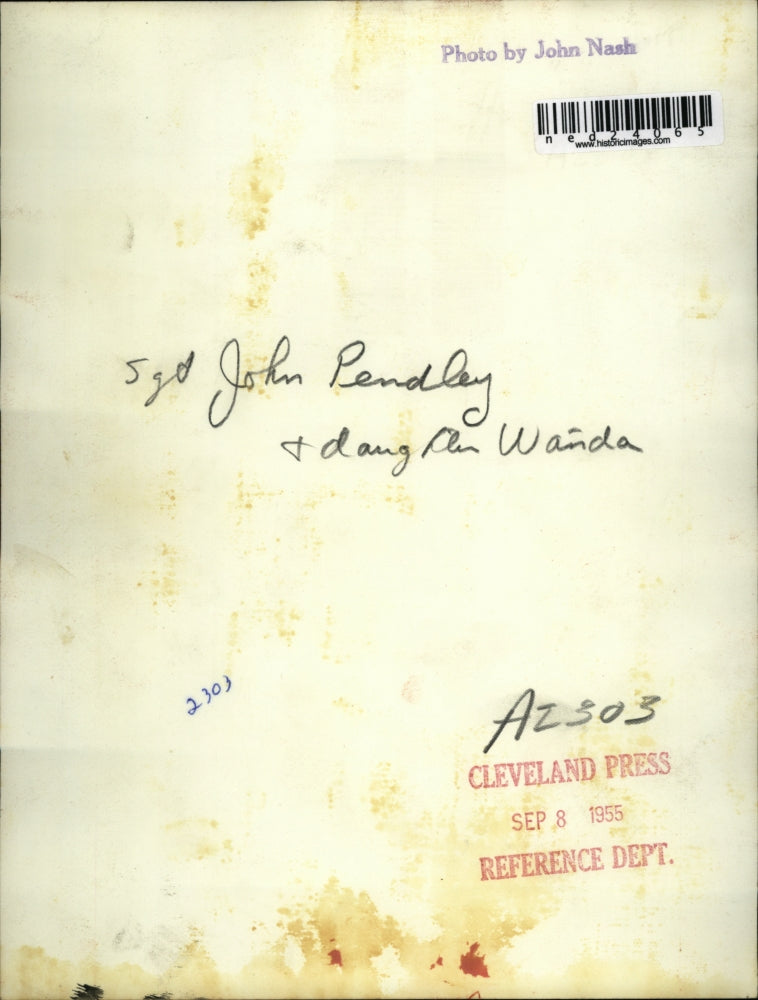 Photo by John Nash
ned24065
www.historicimages.com
Sgt John Pendley
+ daughter Wanda
2303
A2303
CLEVELAND PRESS
SEP 8 1955
REFERENCE DEPT.